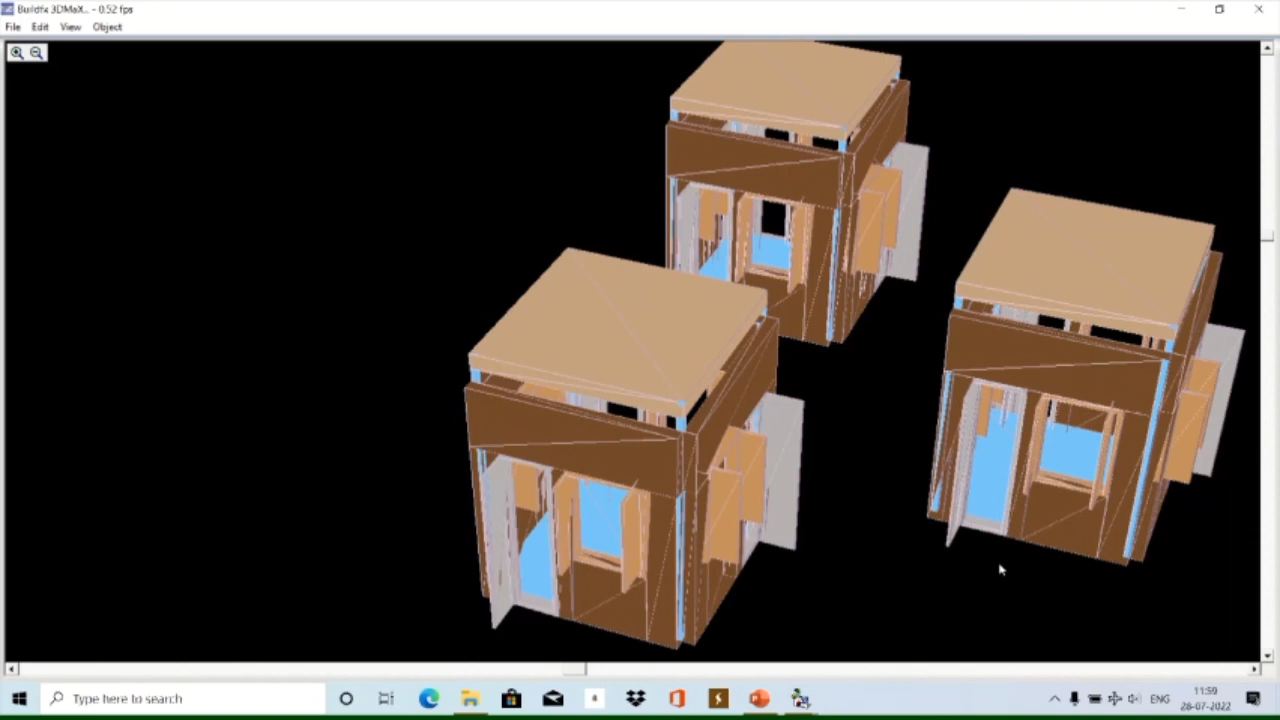 Buildfx 3DMaX.. - 0.52 fps
File Edit View Object
Type here to search
ENG
11:59
28-07-2022